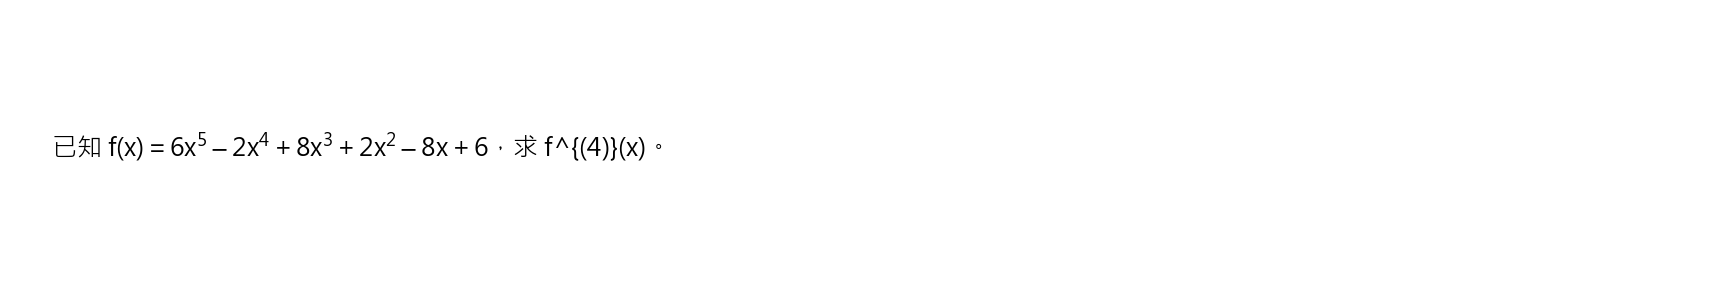 已知 f(x) = 6x⁵ – 2x⁴ + 8x³ + 2x² – 8x + 6，求 f^{(4)}(x)。